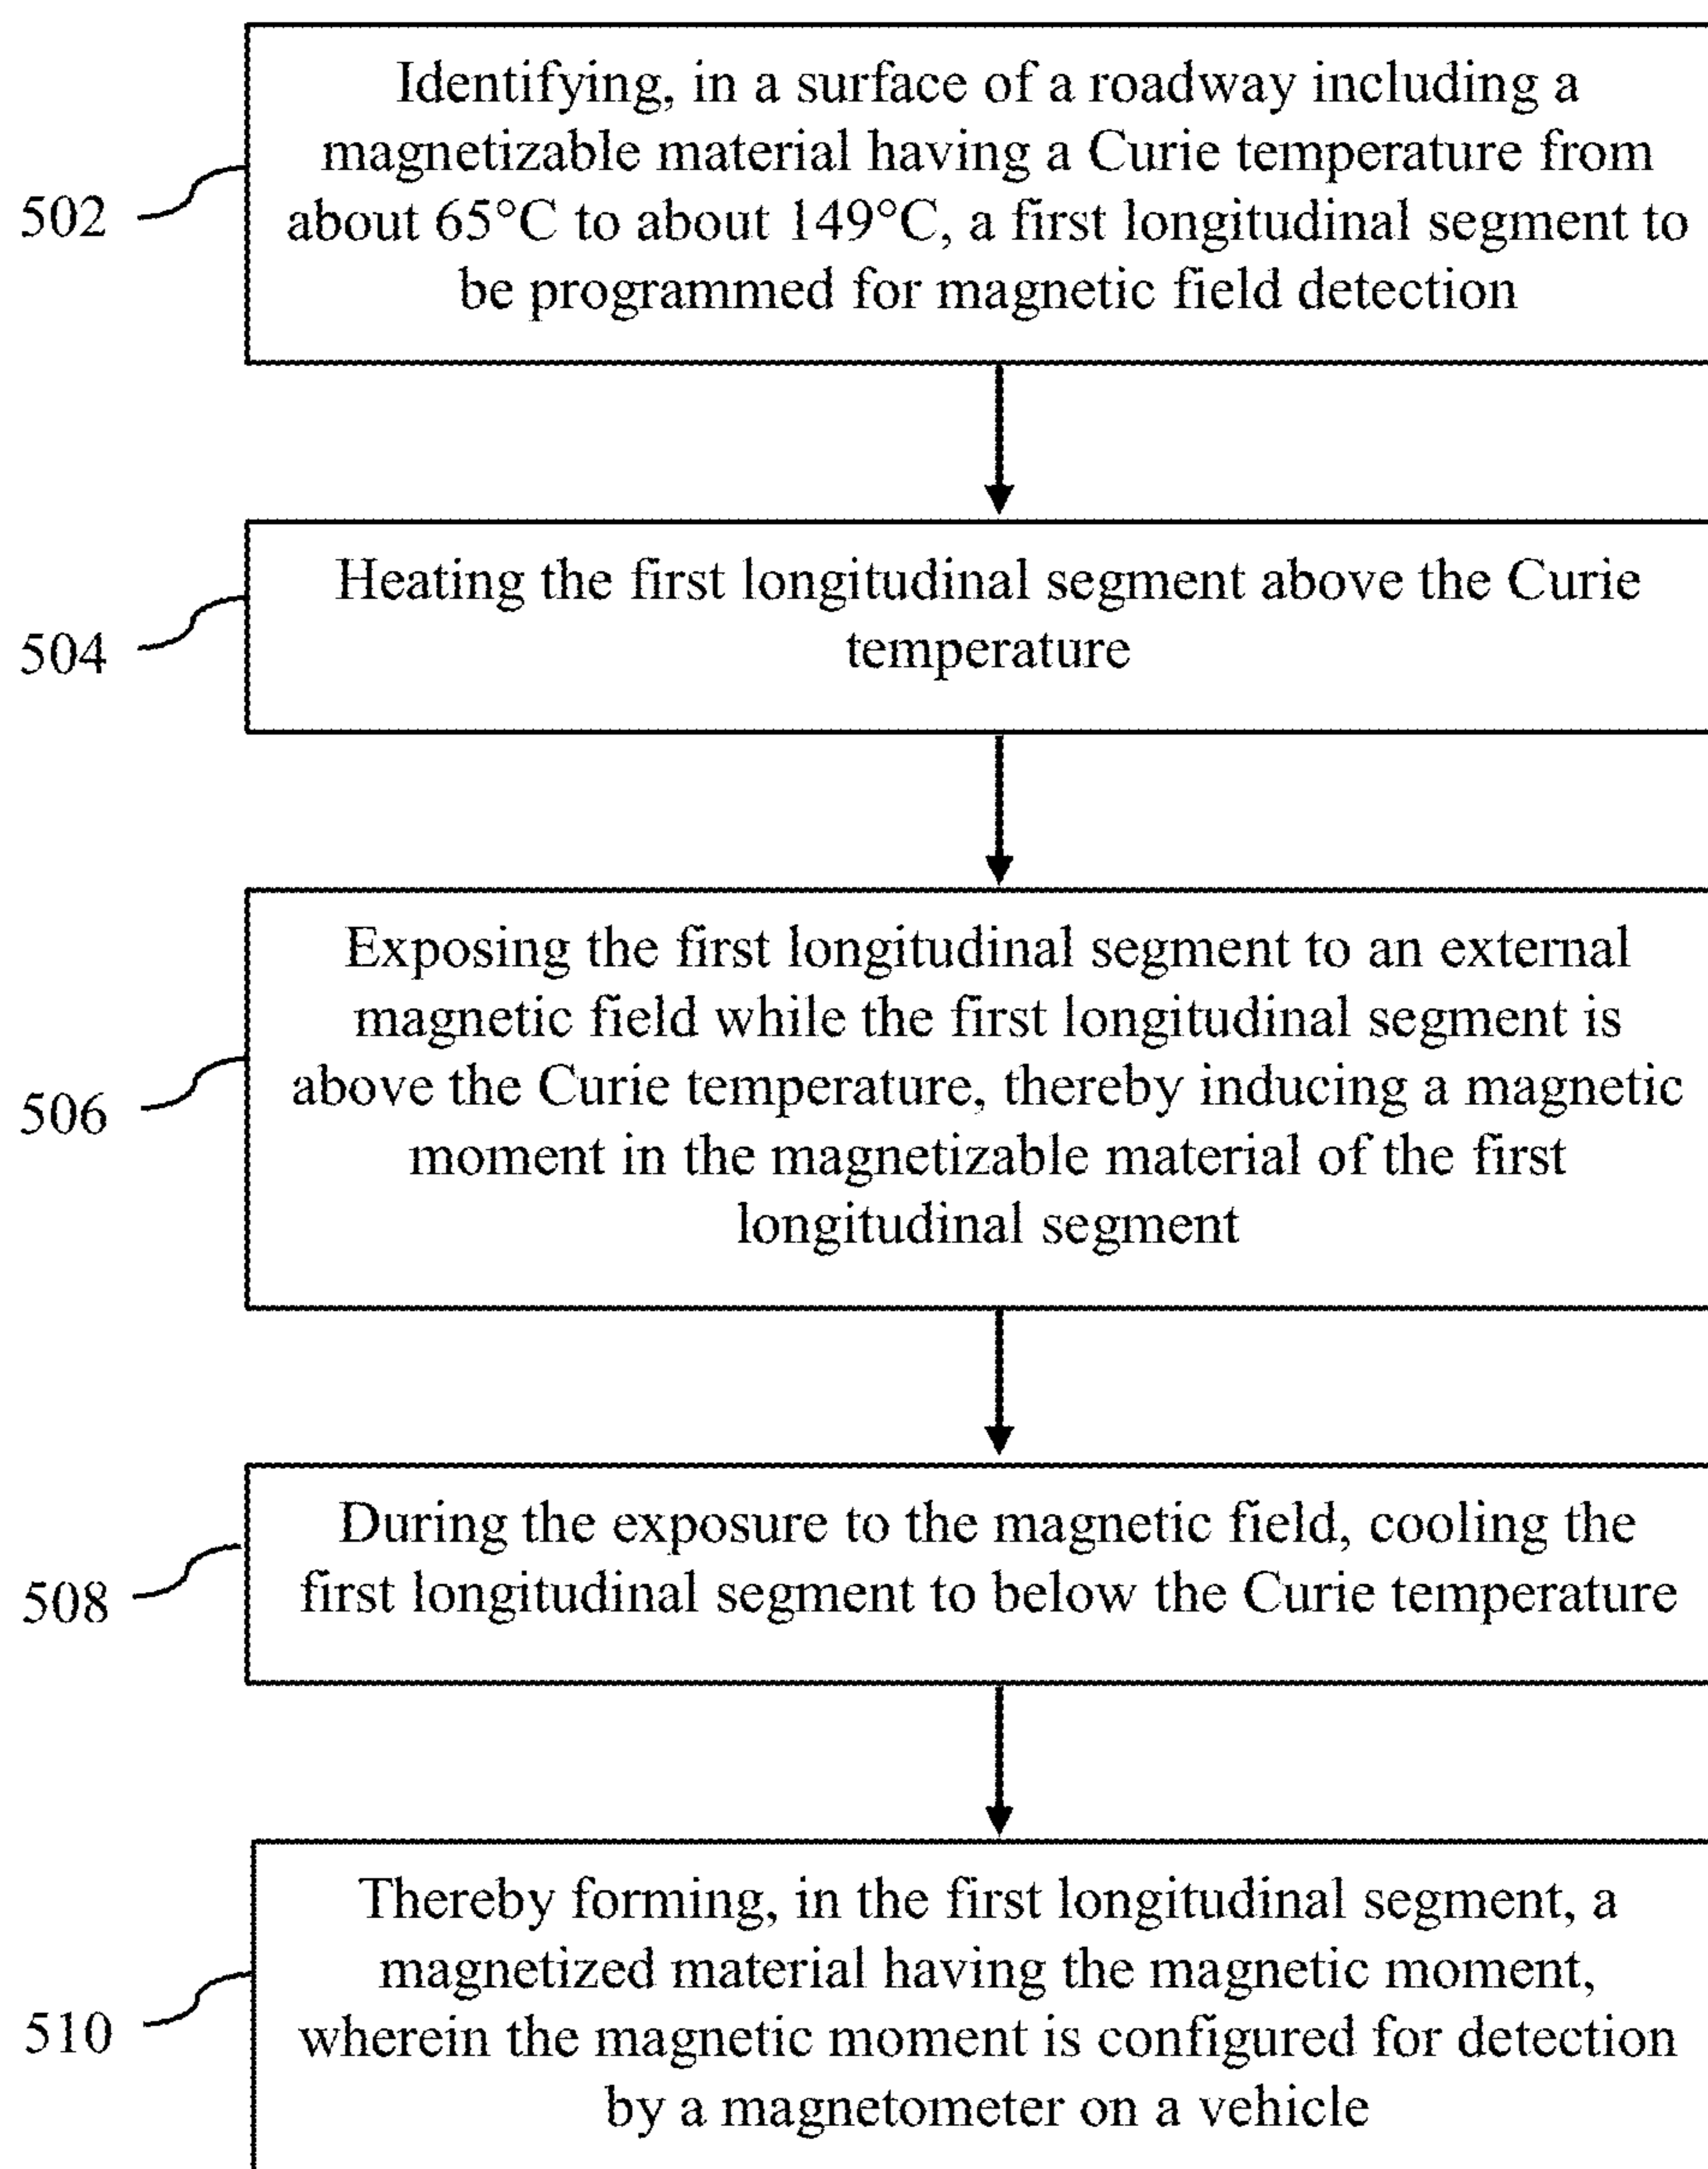 Identifying, in a surface of a roadway including a
magnetizable material having a Curie temperature from
about 65°C to about 149°C, a first longitudinal segment to
be programmed for magnetic field detection
502
Heating the first longitudinal segment above the Curie
temperature
504
Exposing the first longitudinal segment to an external
magnetic field while the first longitudinal segment is
above the Curie temperature, thereby inducing a magnetic
moment in the magnetizable material of the first
longitudinal segment
506
During the exposure to the magnetic field, cooling the
first longitudinal segment to below the Curie temperature
508
Thereby forming, in the first longitudinal segment, a
magnetized material having the magnetic moment,
wherein the magnetic moment is configured for detection
by a magnetometer on a vehicle
510